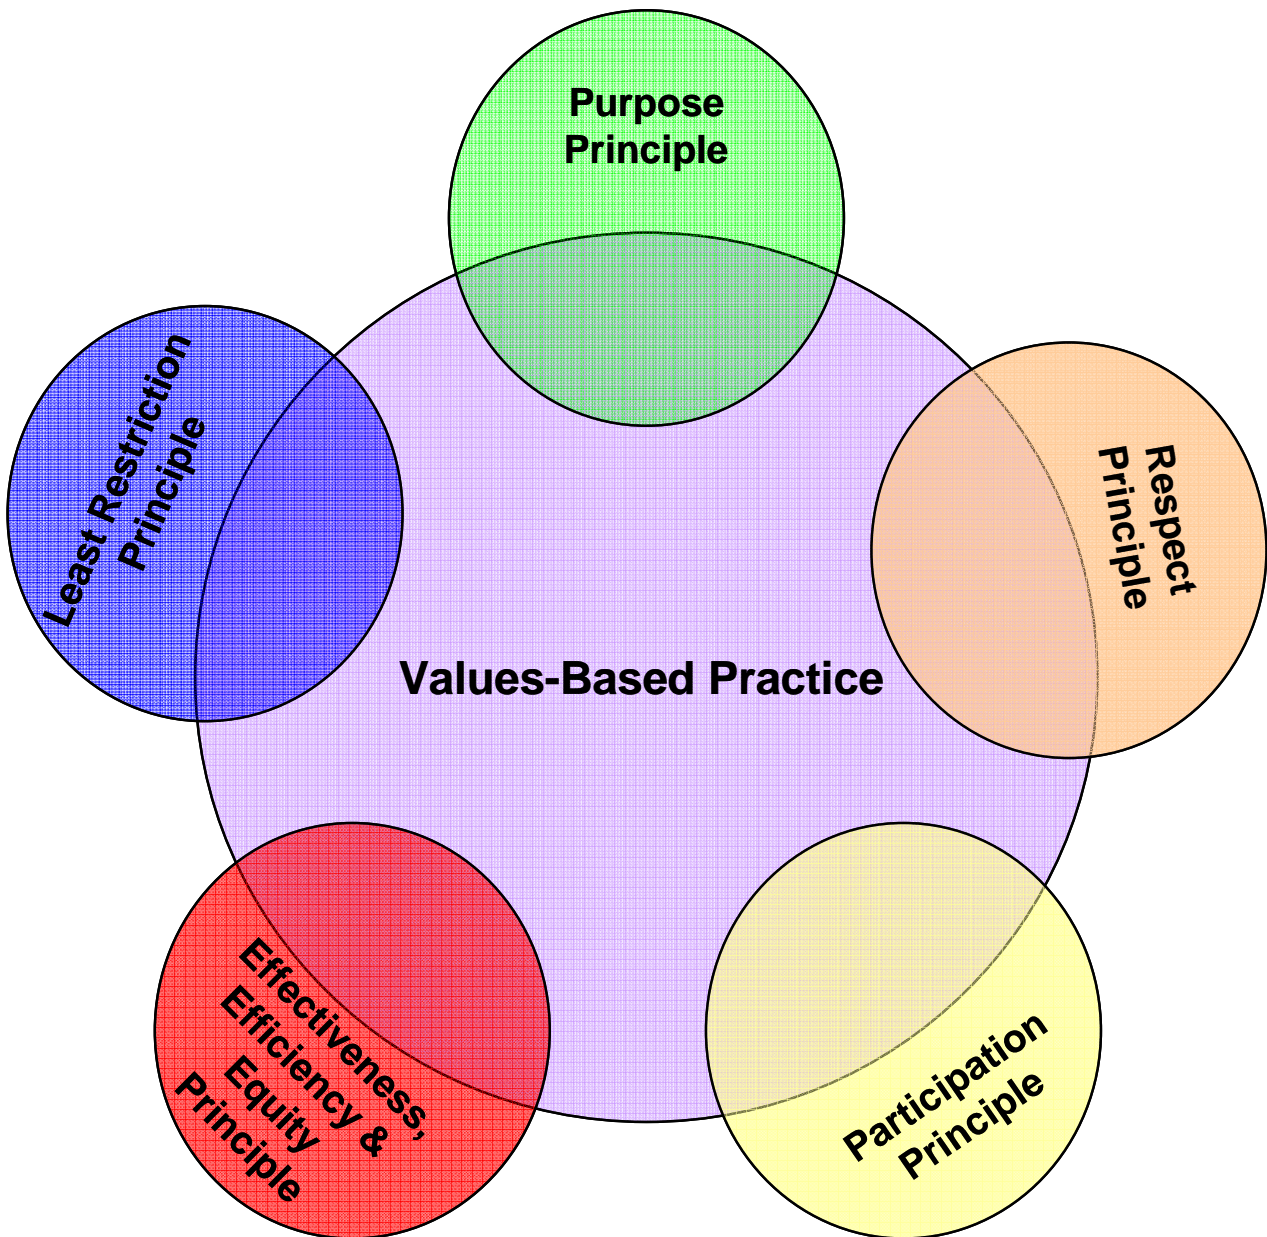 Purpose
Principle
Least Restriction
Principle
Respect
Principle
Values-Based Practice
Effectiveness,
Efficiency &
Equity
Principle
Participation
Principle